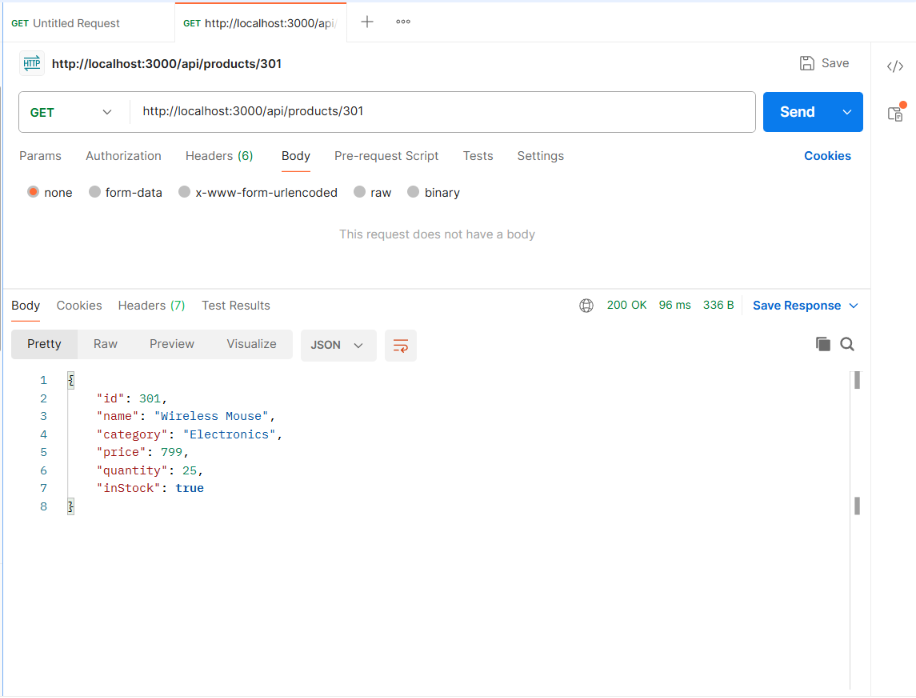 GET Untitled Request GET http://localhost:3000/api/
HTTP http://localhost:3000/api/products/301 Save
GET http://localhost:3000/api/products/301 Send
Params Authorization Headers (6) Body Pre-request Script Tests Settings Cookies
none form-data x-www-form-urlencoded raw binary
This request does not have a body
Body Cookies Headers (7) Test Results 200 OK 96 ms 336 B Save Response
Pretty Raw Preview Visualize JSON
1 {
2 "id": 301,
3 "name": "Wireless Mouse",
4 "category": "Electronics",
5 "price": 799,
6 "quantity": 25,
7 "inStock": true
8 }